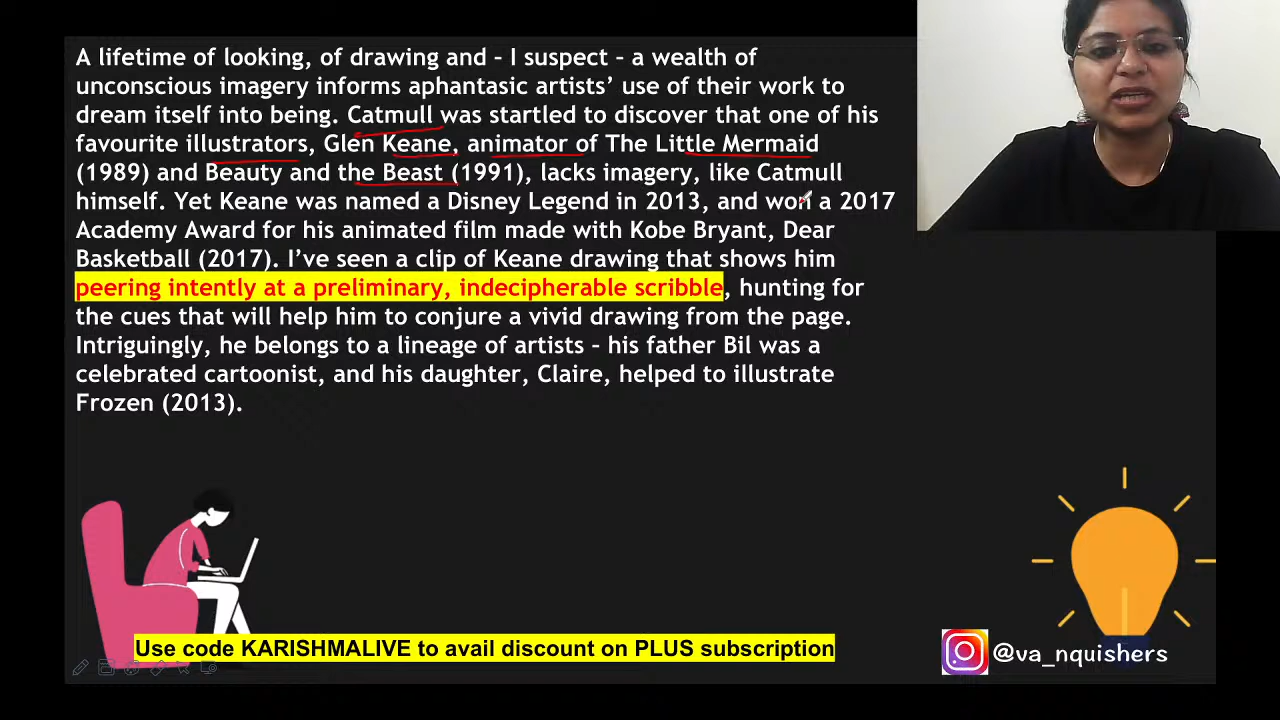 A lifetime of looking, of drawing and – I suspect – a wealth of
unconscious imagery informs aphantasic artists’ use of their work to
dream itself into being. Catmull was startled to discover that one of his
favourite illustrators, Glen Keane, animator of The Little Mermaid
(1989) and Beauty and the Beast (1991), lacks imagery, like Catmull
himself. Yet Keane was named a Disney Legend in 2013, and won a 2017
Academy Award for his animated film made with Kobe Bryant, Dear
Basketball (2017). I’ve seen a clip of Keane drawing that shows him
peering intently at a preliminary, indecipherable scribble, hunting for
the cues that will help him to conjure a vivid drawing from the page.
Intriguingly, he belongs to a lineage of artists – his father Bil was a
celebrated cartoonist, and his daughter, Claire, helped to illustrate
Frozen (2013).
Use code KARISHMALIVE to avail discount on PLUS subscription
@va_nquishers